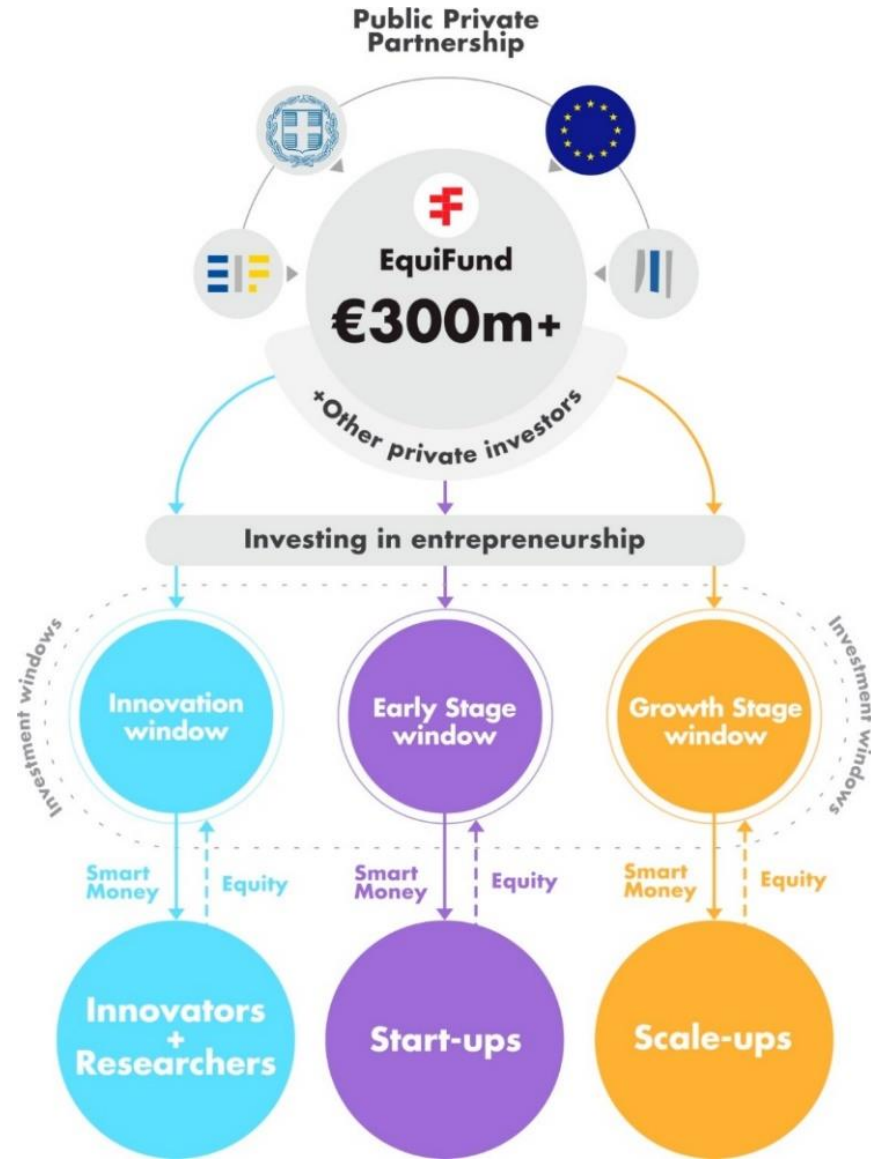 Public Private
Partnership
EIF
EquiFund
€300m+
+Other private investors
Investing in entrepreneurship
Investment windows
Investment windows
Innovation
window
Early Stage
window
Growth Stage
window
Smart
Money
Equity
Smart
Money
Equity
Smart
Money
Equity
Innovators
+
Researchers
Start-ups
Scale-ups